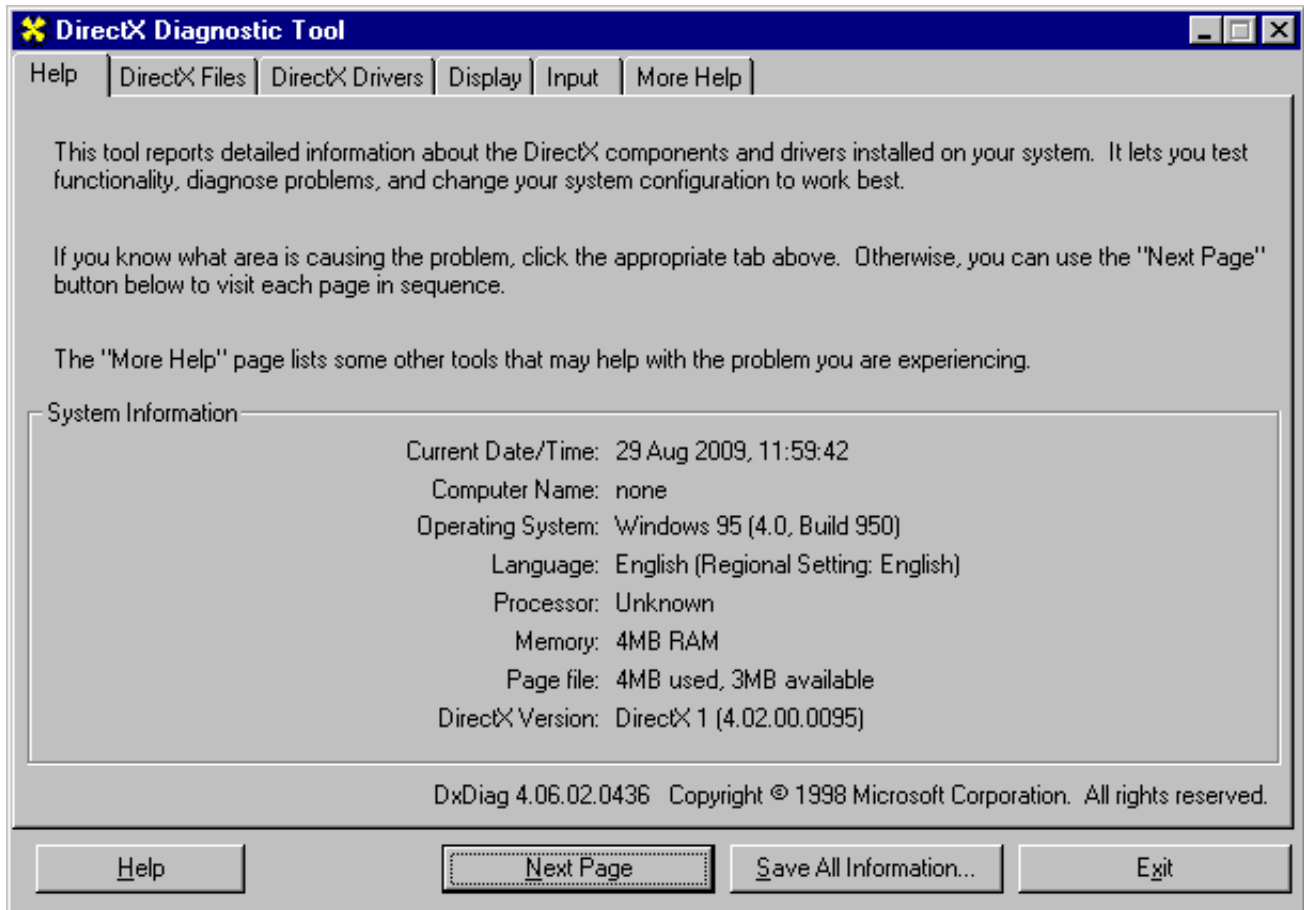 DirectX Diagnostic Tool
Help DirectX Files DirectX Drivers Display Input More Help
This tool reports detailed information about the DirectX components and drivers installed on your system.  It lets you test
functionality, diagnose problems, and change your system configuration to work best.
If you know what area is causing the problem, click the appropriate tab above.  Otherwise, you can use the "Next Page"
button below to visit each page in sequence.
The "More Help" page lists some other tools that may help with the problem you are experiencing.
System Information
Current Date/Time: 29 Aug 2009, 11:59:42
Computer Name: none
Operating System: Windows 95 (4.0, Build 950)
Language: English (Regional Setting: English)
Processor: Unknown
Memory: 4MB RAM
Page file: 4MB used, 3MB available
DirectX Version: DirectX 1 (4.02.00.0095)
DxDiag 4.06.02.0436   Copyright © 1998 Microsoft Corporation.  All rights reserved.
Help Next Page Save All Information... Exit